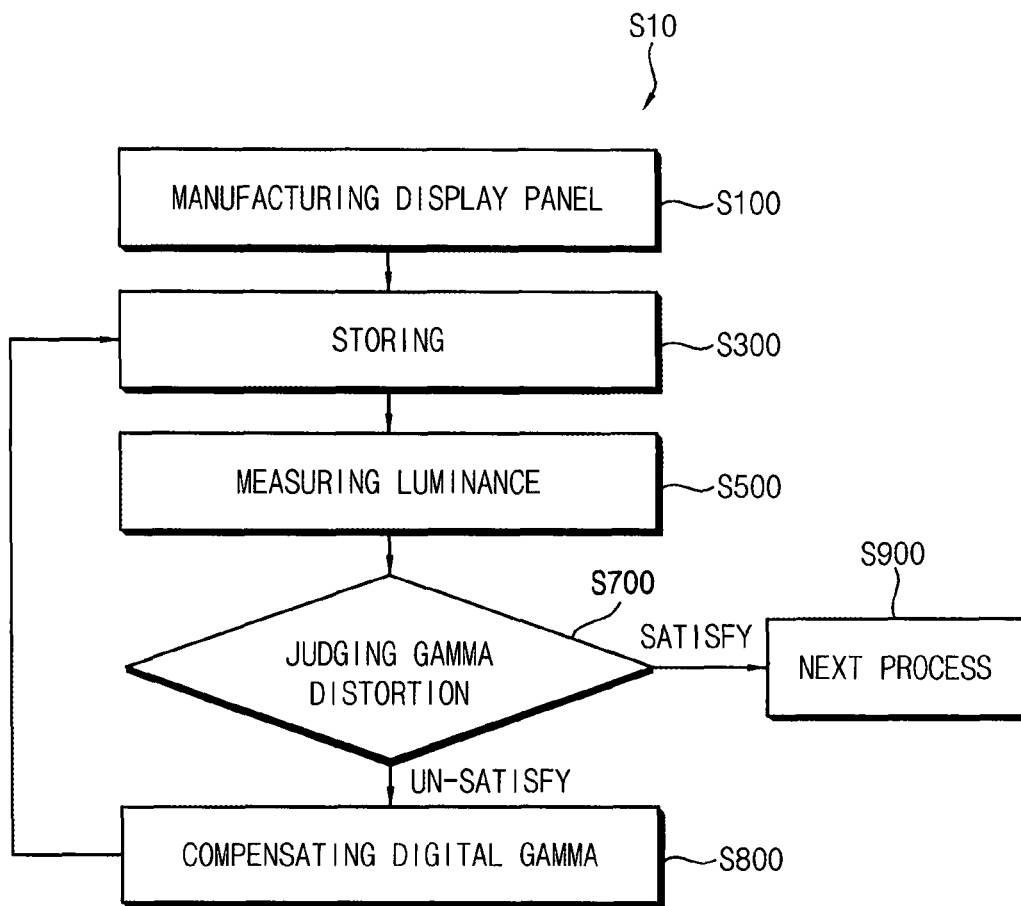 S10
MANUFACTURING DISPLAY PANEL
S100
STORING
S300
MEASURING LUMINANCE
S500
S700
JUDGING GAMMA
DISTORTION
SATISFY
S900
NEXT PROCESS
UN-SATISFY
COMPENSATING DIGITAL GAMMA
S800